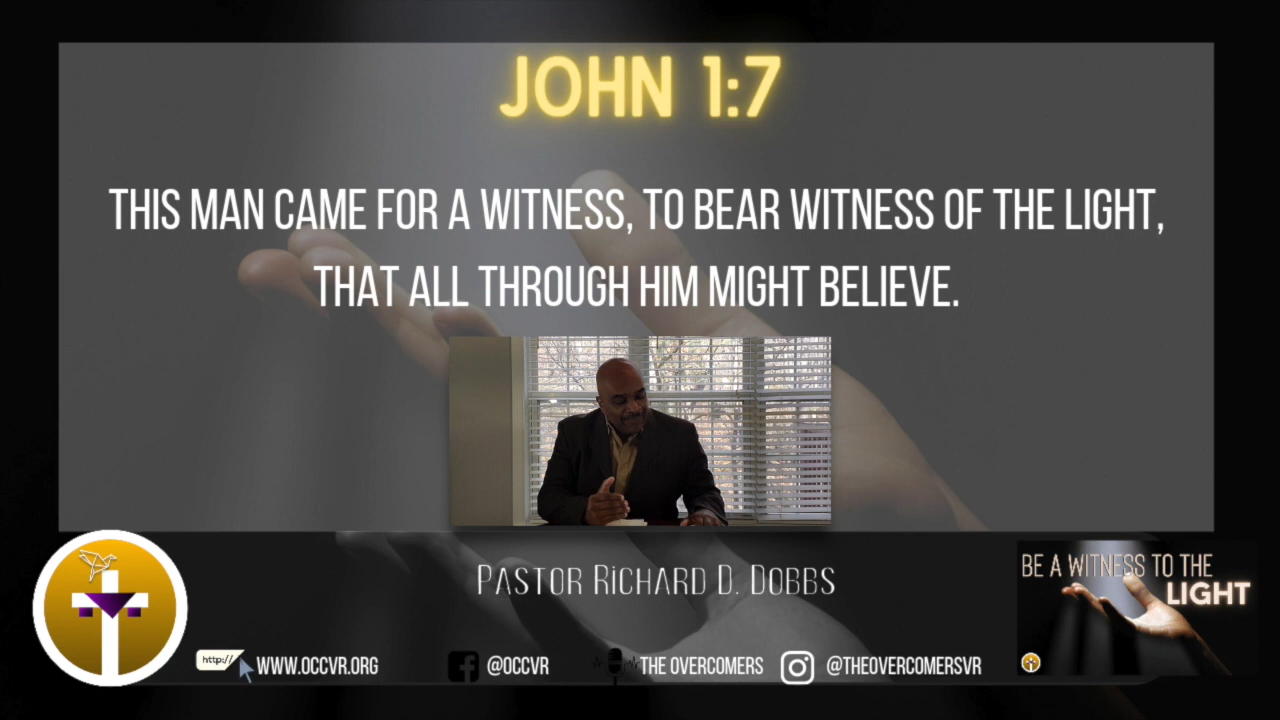 JOHN 1:7
THIS MAN CAME FOR A WITNESS, TO BEAR WITNESS OF THE LIGHT,
THAT ALL THROUGH HIM MIGHT BELIEVE.
PASTOR RICHARD D. DOBBS
BE A WITNESS TO THE
LIGHT
http://
WWW.OCCVR.ORG
@OCCVR
THE OVERCOMERS
@THEOVERCOMERSVR